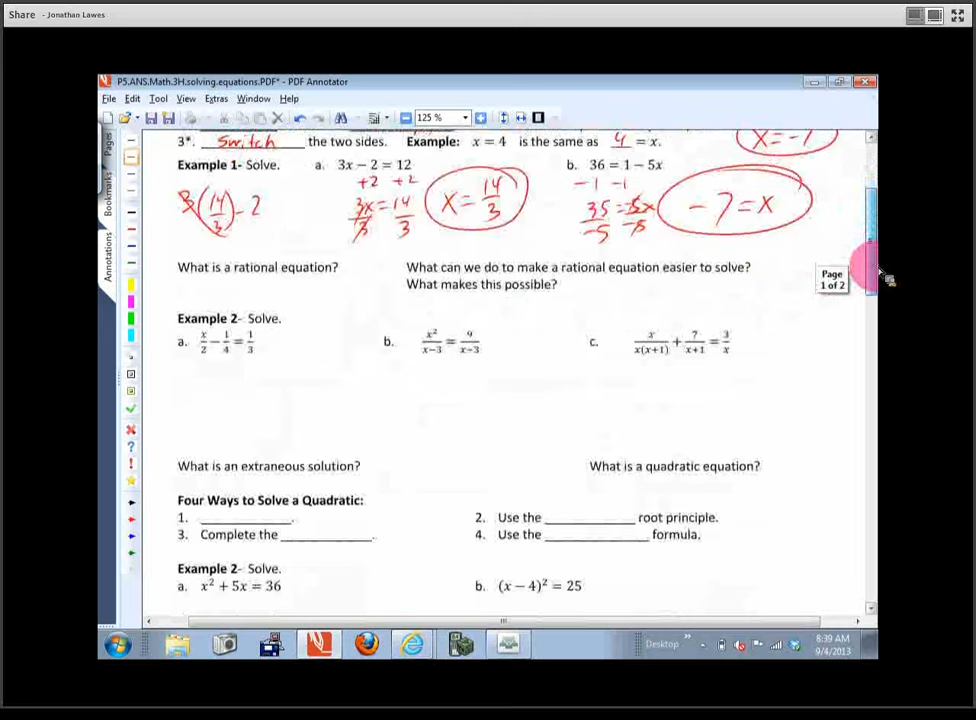 Share - Jonathan Lawes
P5.ANS.Math.3H.solving.equations.PDF* - PDF Annotator
File Edit Tool View Extras Window Help
125 %
Pages
Bookmarks
Annotations
3*. Switch the two sides. Example: x = 4 is the same as 4 = x.
x = -7
Example 1- Solve. a. 3x − 2 = 12 b. 36 = 1 − 5x
+2 +2 -1 -1
3(14/3) - 2 3x/3 = 14/3 x = 14/3 35/-5 = -5x/-5 -7 = x
What is a rational equation? What can we do to make a rational equation easier to solve?
What makes this possible?
Page
1 of 2
Example 2- Solve.
a. x/2 − 1/4 = 1/3 b. x²/(x−3) = 9/(x−3) c. x/(x(x+1)) + 7/(x+1) = 3/x
What is an extraneous solution? What is a quadratic equation?
Four Ways to Solve a Quadratic:
1. ____________. 2. Use the ____________ root principle.
3. Complete the ____________. 4. Use the ____________ formula.
Example 2- Solve.
a. x² + 5x = 36 b. (x − 4)² = 25
Desktop
8:39 AM
9/4/2013